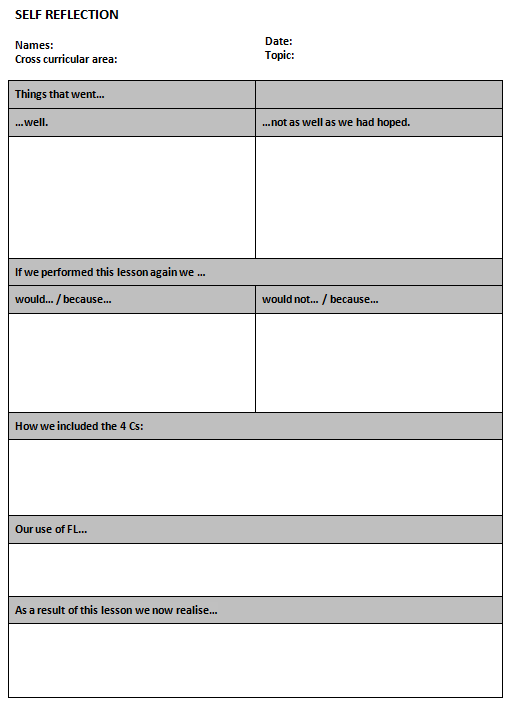 SELF REFLECTION
Names:
Date:
Cross curricular area:
Topic:
Things that went...
...well.
...not as well as we had hoped.
If we performed this lesson again we ...
would... / because...
would not... / because...
How we included the 4 Cs:
Our use of FL...
As a result of this lesson we now realise...